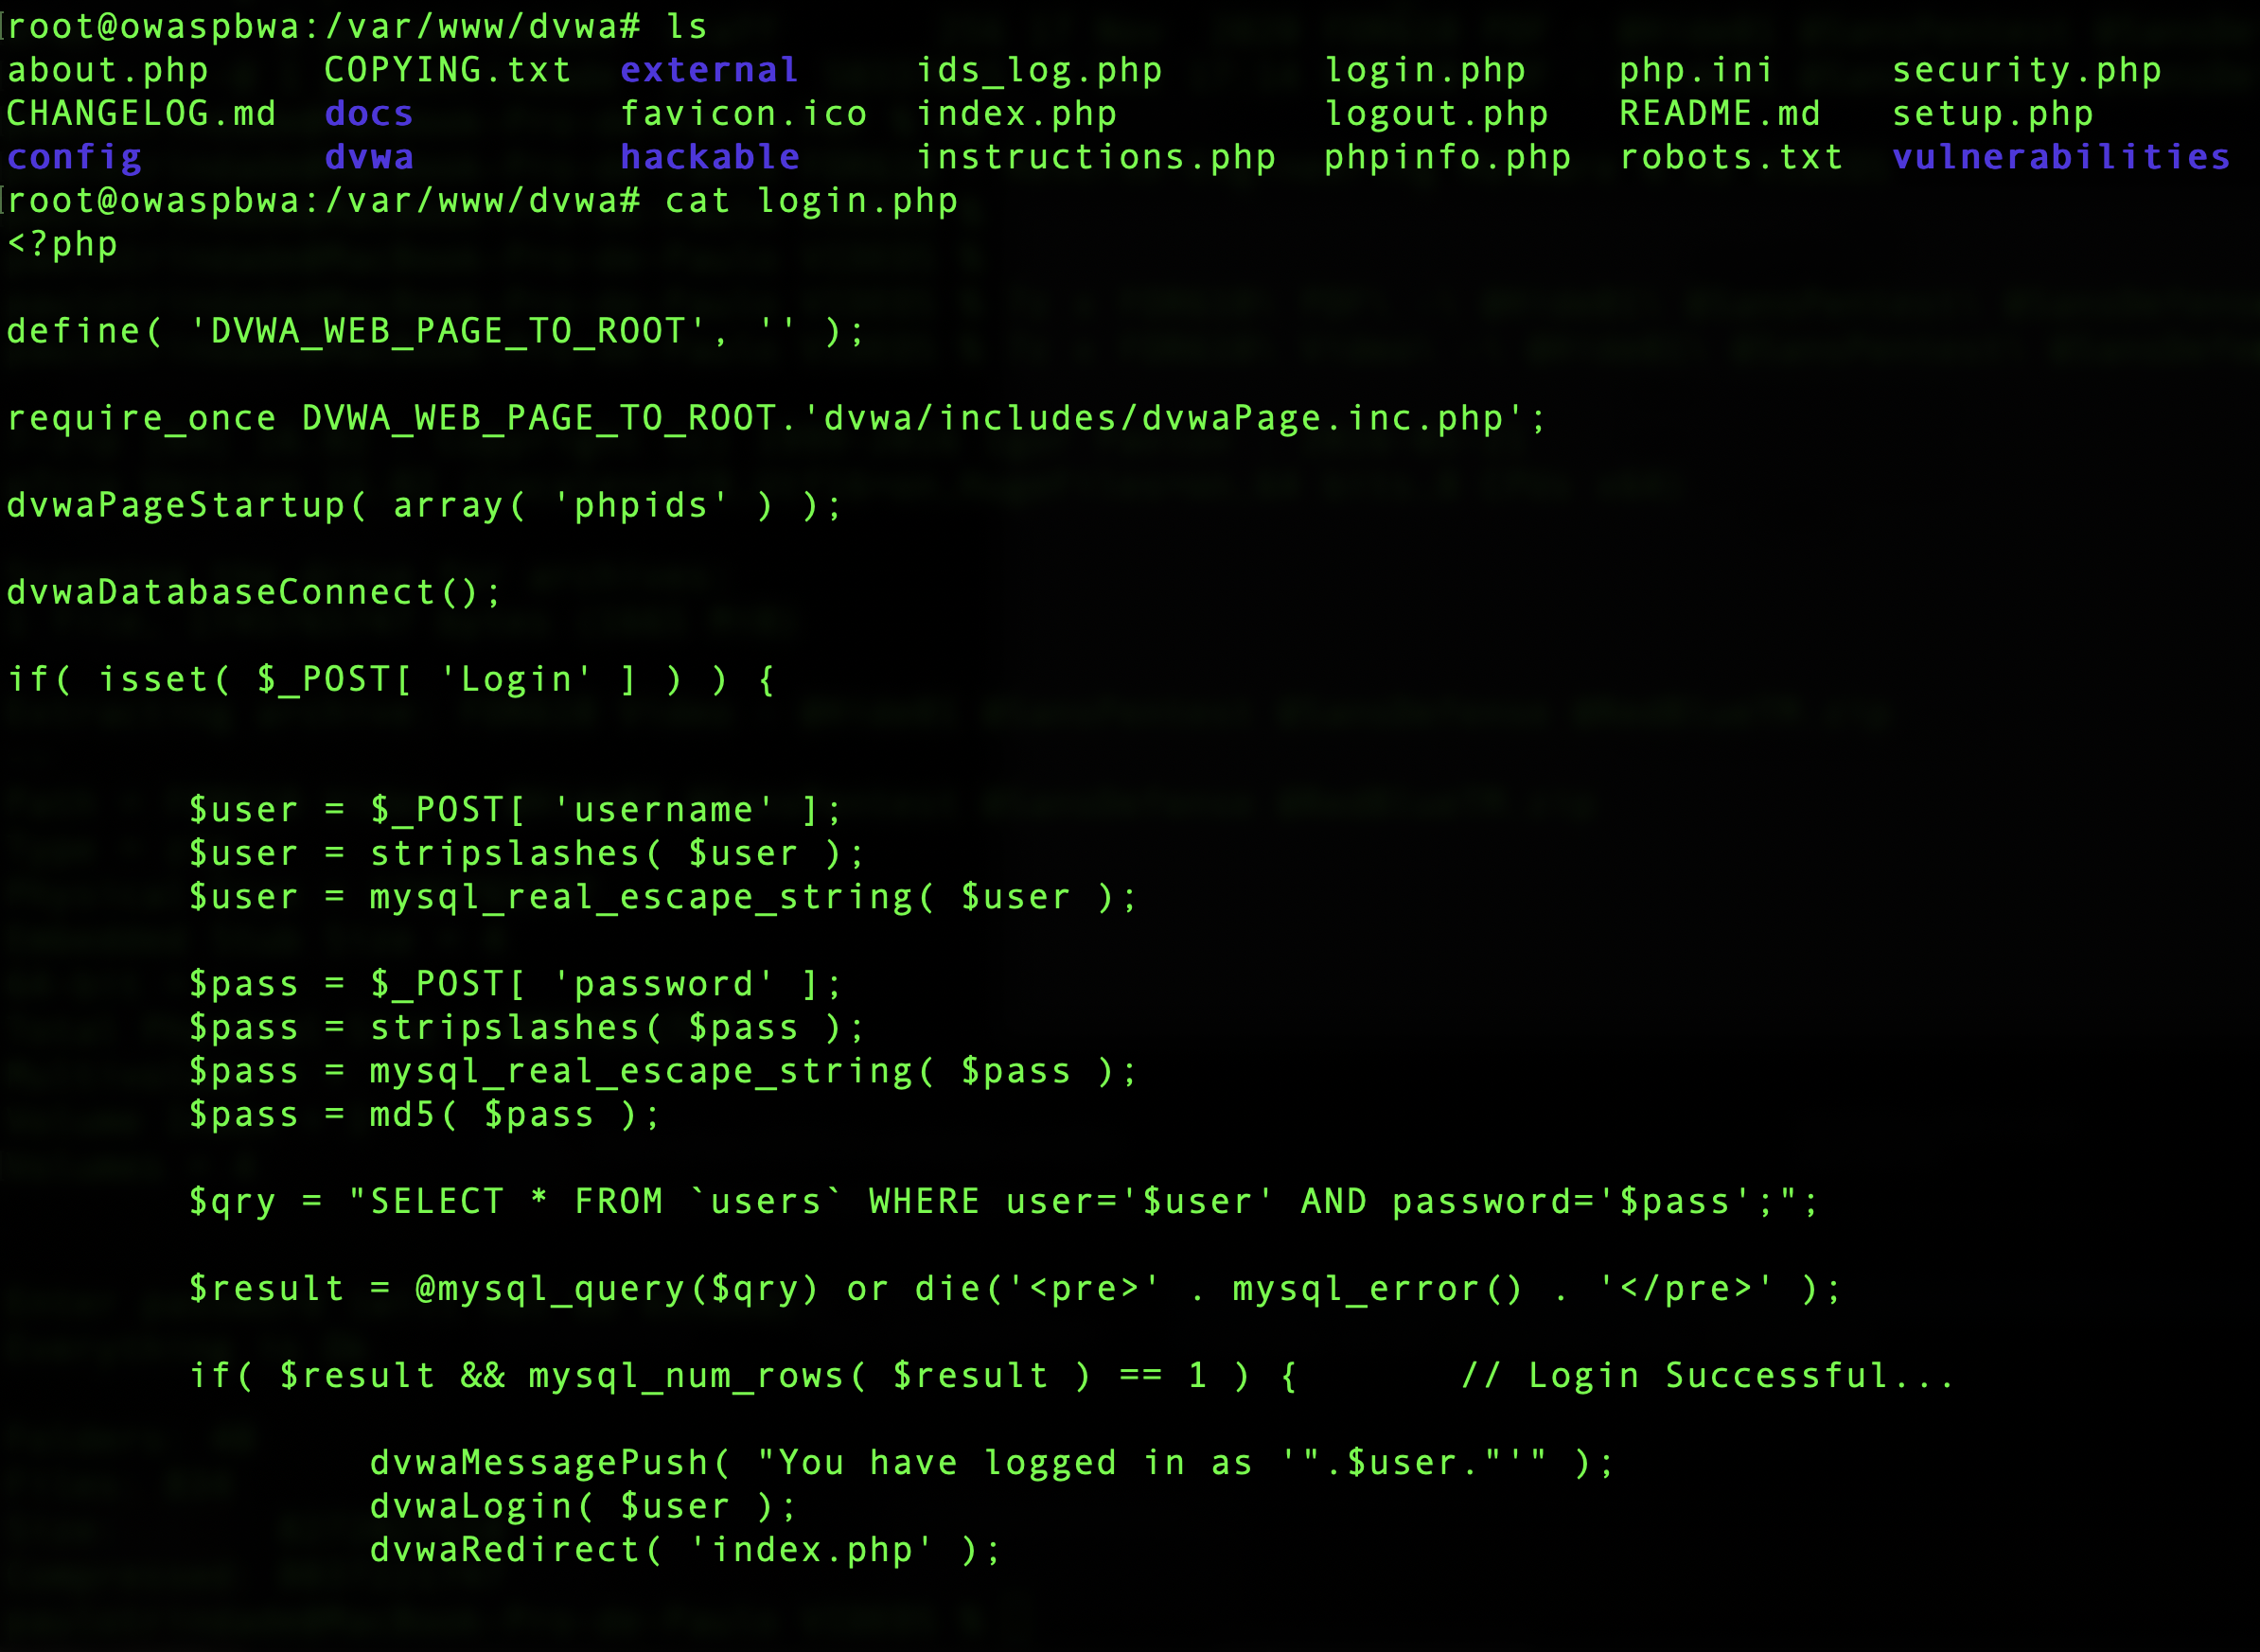 root@owaspbwa:/var/www/dvwa# ls
about.php     COPYING.txt  external     ids_log.php       login.php   php.ini     security.php
CHANGELOG.md  docs         favicon.ico  index.php         logout.php  README.md   setup.php
config        dvwa         hackable     instructions.php  phpinfo.php  robots.txt  vulnerabilities
root@owaspbwa:/var/www/dvwa# cat login.php
<?php
define( 'DVWA_WEB_PAGE_TO_ROOT', '' );
require_once DVWA_WEB_PAGE_TO_ROOT.'dvwa/includes/dvwaPage.inc.php';
dvwaPageStartup( array( 'phpids' ) );
dvwaDatabaseConnect();
if( isset( $_POST[ 'Login' ] ) ) {
        $user = $_POST[ 'username' ];
        $user = stripslashes( $user );
        $user = mysql_real_escape_string( $user );
        $pass = $_POST[ 'password' ];
        $pass = stripslashes( $pass );
        $pass = mysql_real_escape_string( $pass );
        $pass = md5( $pass );
        $qry = "SELECT * FROM `users` WHERE user='$user' AND password='$pass';";
        $result = @mysql_query($qry) or die('<pre>' . mysql_error() . '</pre>' );
        if( $result && mysql_num_rows( $result ) == 1 ) {       // Login Successful...
                dvwaMessagePush( "You have logged in as '".$user."'" );
                dvwaLogin( $user );
                dvwaRedirect( 'index.php' );